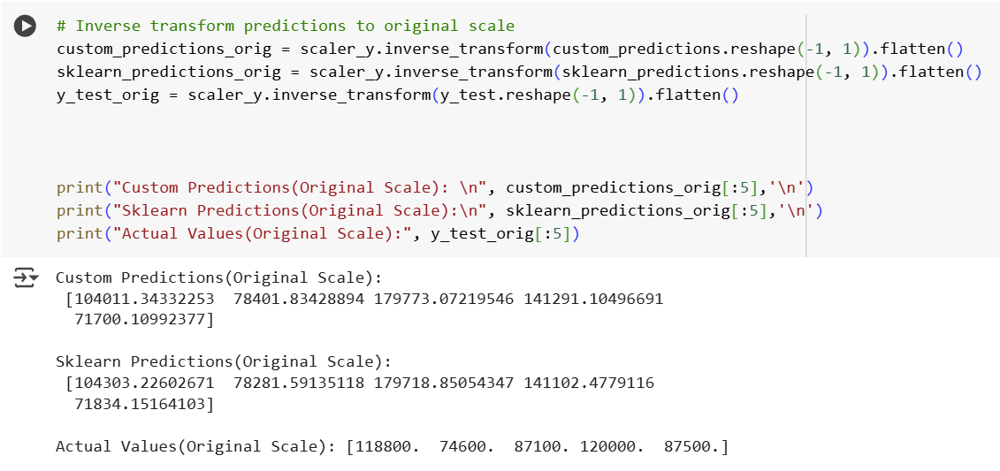 # Inverse transform predictions to original scale
custom_predictions_orig = scaler_y.inverse_transform(custom_predictions.reshape(-1, 1)).flatten()
sklearn_predictions_orig = scaler_y.inverse_transform(sklearn_predictions.reshape(-1, 1)).flatten()
y_test_orig = scaler_y.inverse_transform(y_test.reshape(-1, 1)).flatten()
print("Custom Predictions(Original Scale): \n", custom_predictions_orig[:5],'\n')
print("Sklearn Predictions(Original Scale):\n", sklearn_predictions_orig[:5],'\n')
print("Actual Values(Original Scale):", y_test_orig[:5])
Custom Predictions(Original Scale):
[104011.34332253  78401.83428894 179773.07219546 141291.10496691
71700.10992377]
Sklearn Predictions(Original Scale):
[104303.22602671  78281.59135118 179718.85054347 141102.4779116
71834.15164103]
Actual Values(Original Scale): [118800.  74600.  87100. 120000.  87500.]